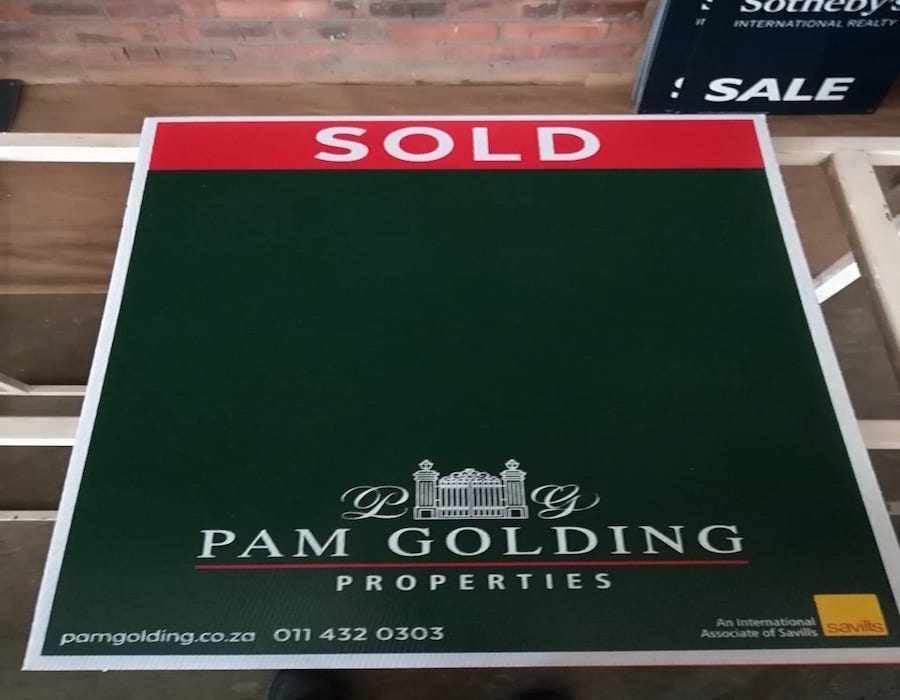 Sotheby's
INTERNATIONAL REALTY
SALE
SOLD
P G
PAM GOLDING
PROPERTIES
pamgolding.co.za 011 432 0303
An International
Associate of Savills
savills